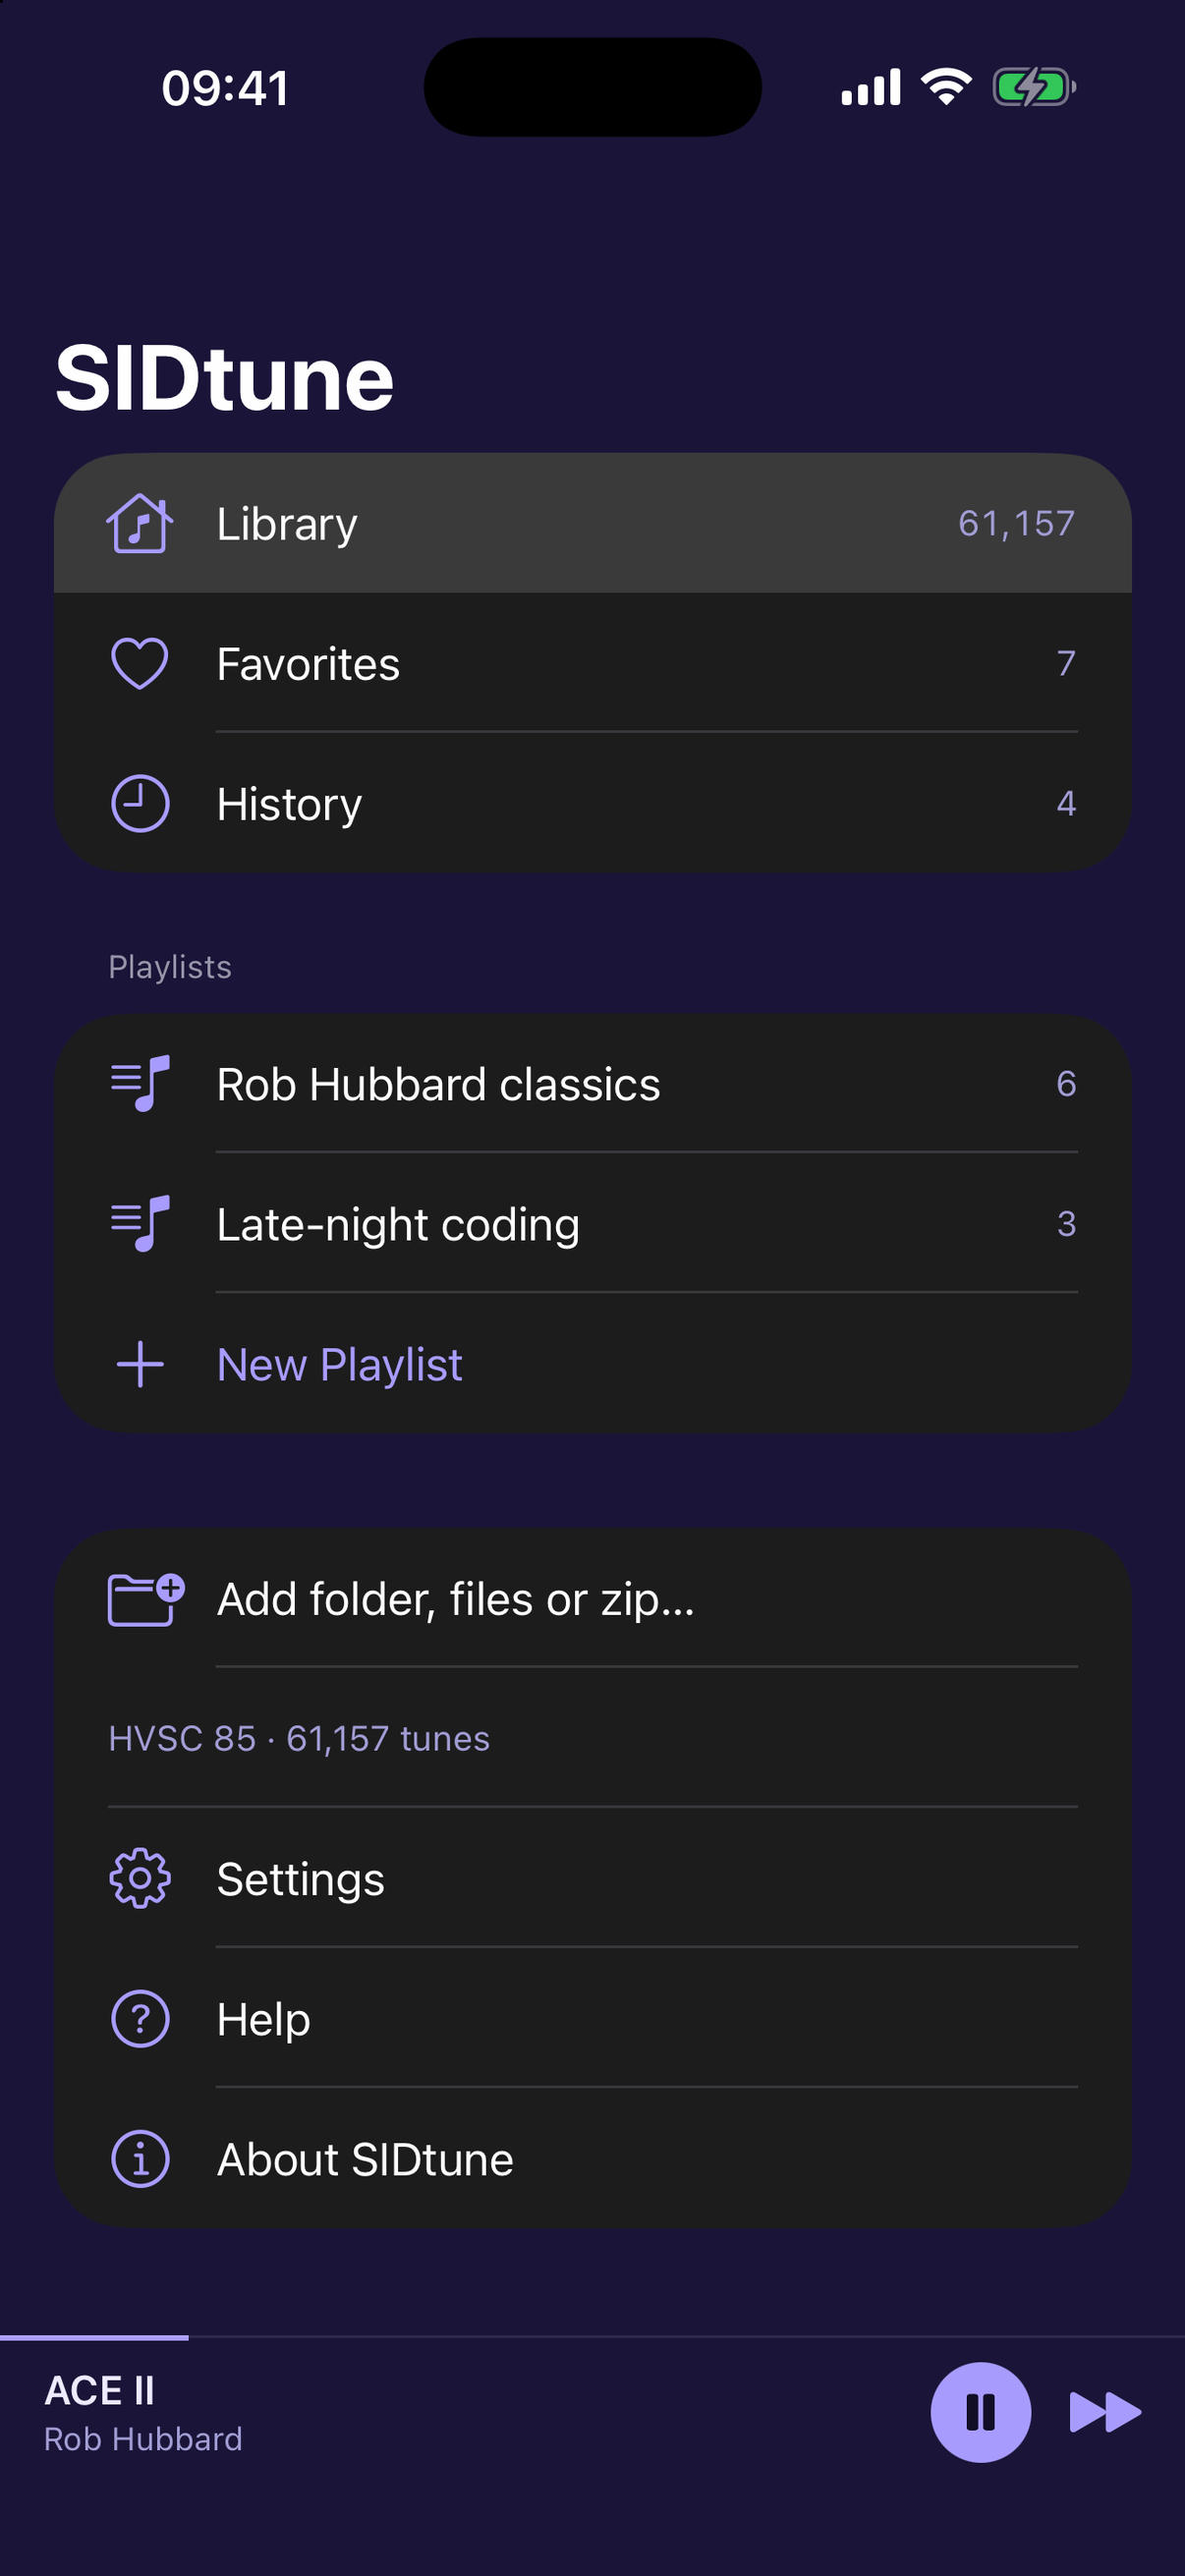 09:41
SIDtune
Library 61,157
Favorites 7
History 4
Playlists
Rob Hubbard classics 6
Late-night coding 3
New Playlist
Add folder, files or zip...
HVSC 85 · 61,157 tunes
Settings
Help
About SIDtune
ACE II
Rob Hubbard